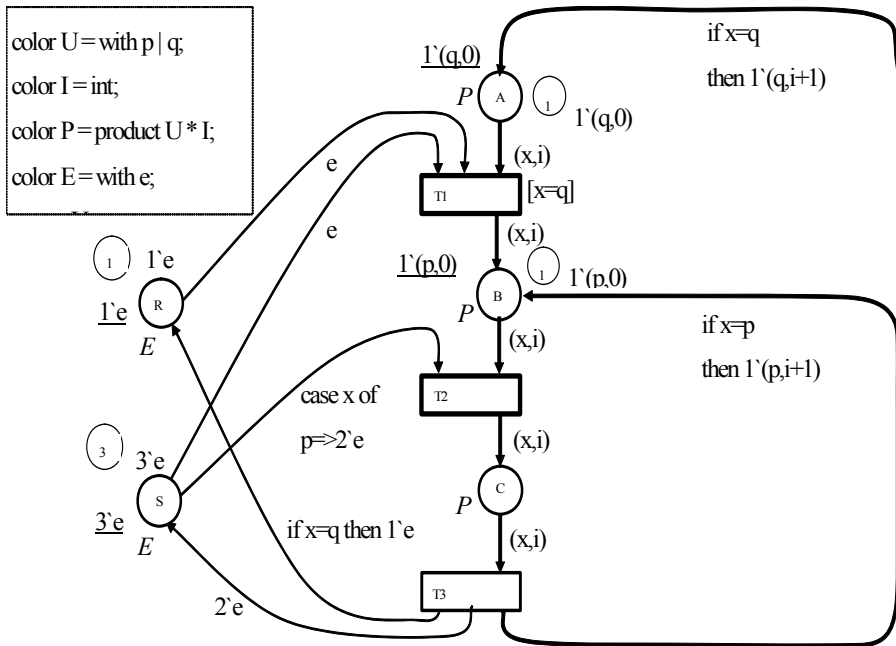 color U = with p | q;
color I = int;
color P = product U * I;
color E = with e;
1`(q,0)
if x=q
then 1`(q,i+1)
P
A
1
1`(q,0)
e
(x,i)
T1
[x=q]
e
(x,i)
1
1`e
1`(p,0)
1
1`(p,0)
R
B
1`e
P
E
(x,i)
if x=p
then 1`(p,i+1)
T2
case x of
p=>2`e
(x,i)
3
3`e
S
C
P
3`e
E
if x=q then 1`e
(x,i)
2`e
T3